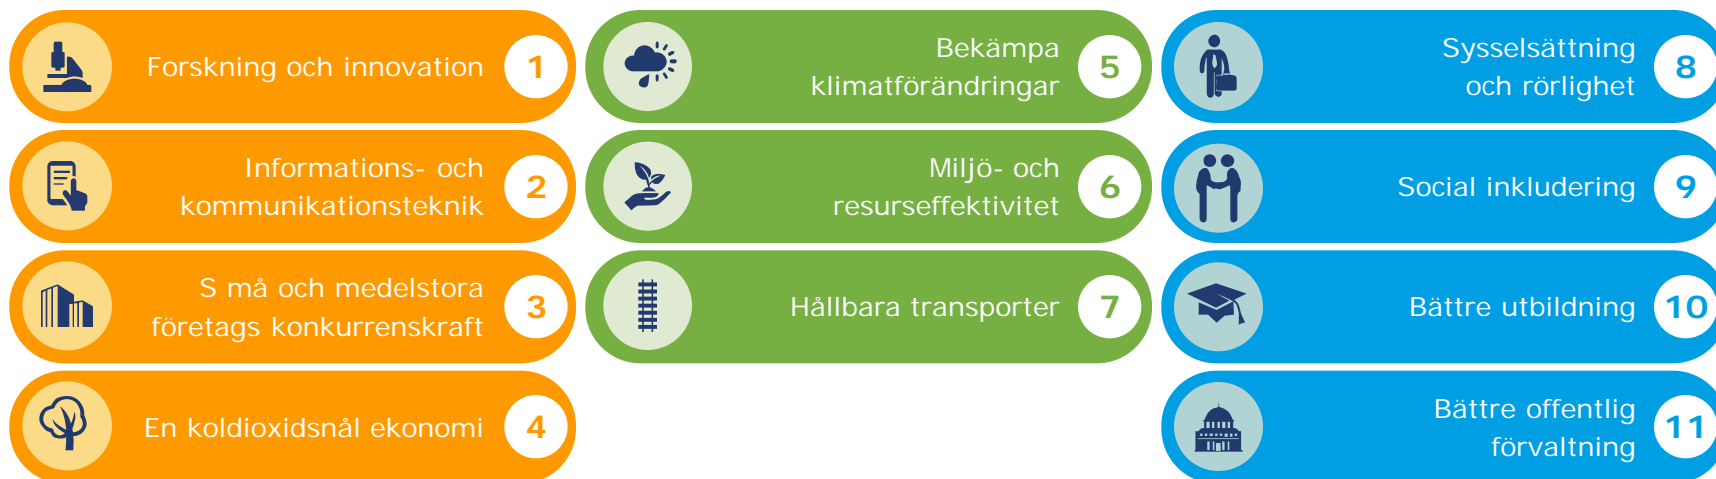 Forskning och innovation 1
Informations- och
kommunikationsteknik 2
S må och medelstora
företags konkurrenskraft 3
En koldioxidsnål ekonomi 4
Bekämpa
klimatförändringar 5
Miljö- och
resurseffektivitet 6
Hållbara transporter 7
Sysselsättning
och rörlighet 8
Social inkludering 9
Bättre utbildning 10
Bättre offentlig
förvaltning 11